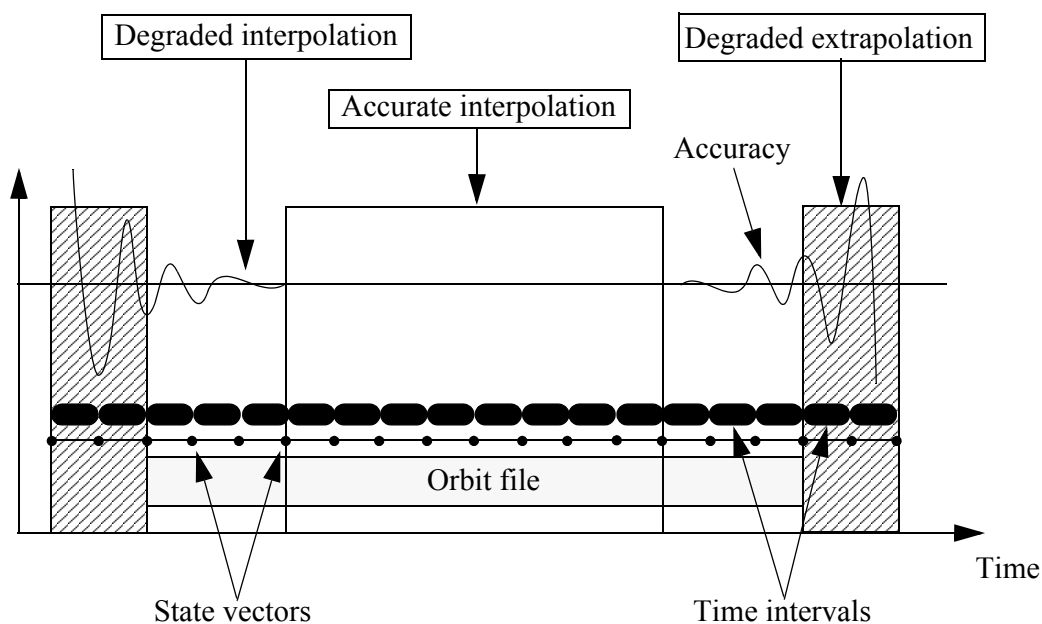 Degraded interpolation
Degraded extrapolation
Accurate interpolation
Accuracy
Orbit file
Time
State vectors
Time intervals